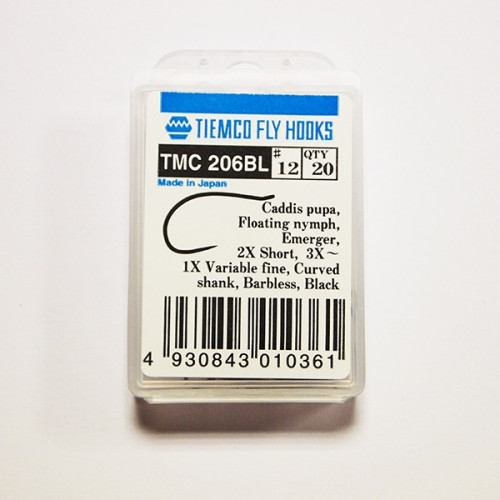 TIEMCO FLY HOOKS
TMC 206BL # 12 QTY 20
Made in Japan
Caddis pupa,
Floating nymph,
Emerger,
2X Short, 3X~
1X Variable fine, Curved
shank, Barbless, Black
4 930843 010361